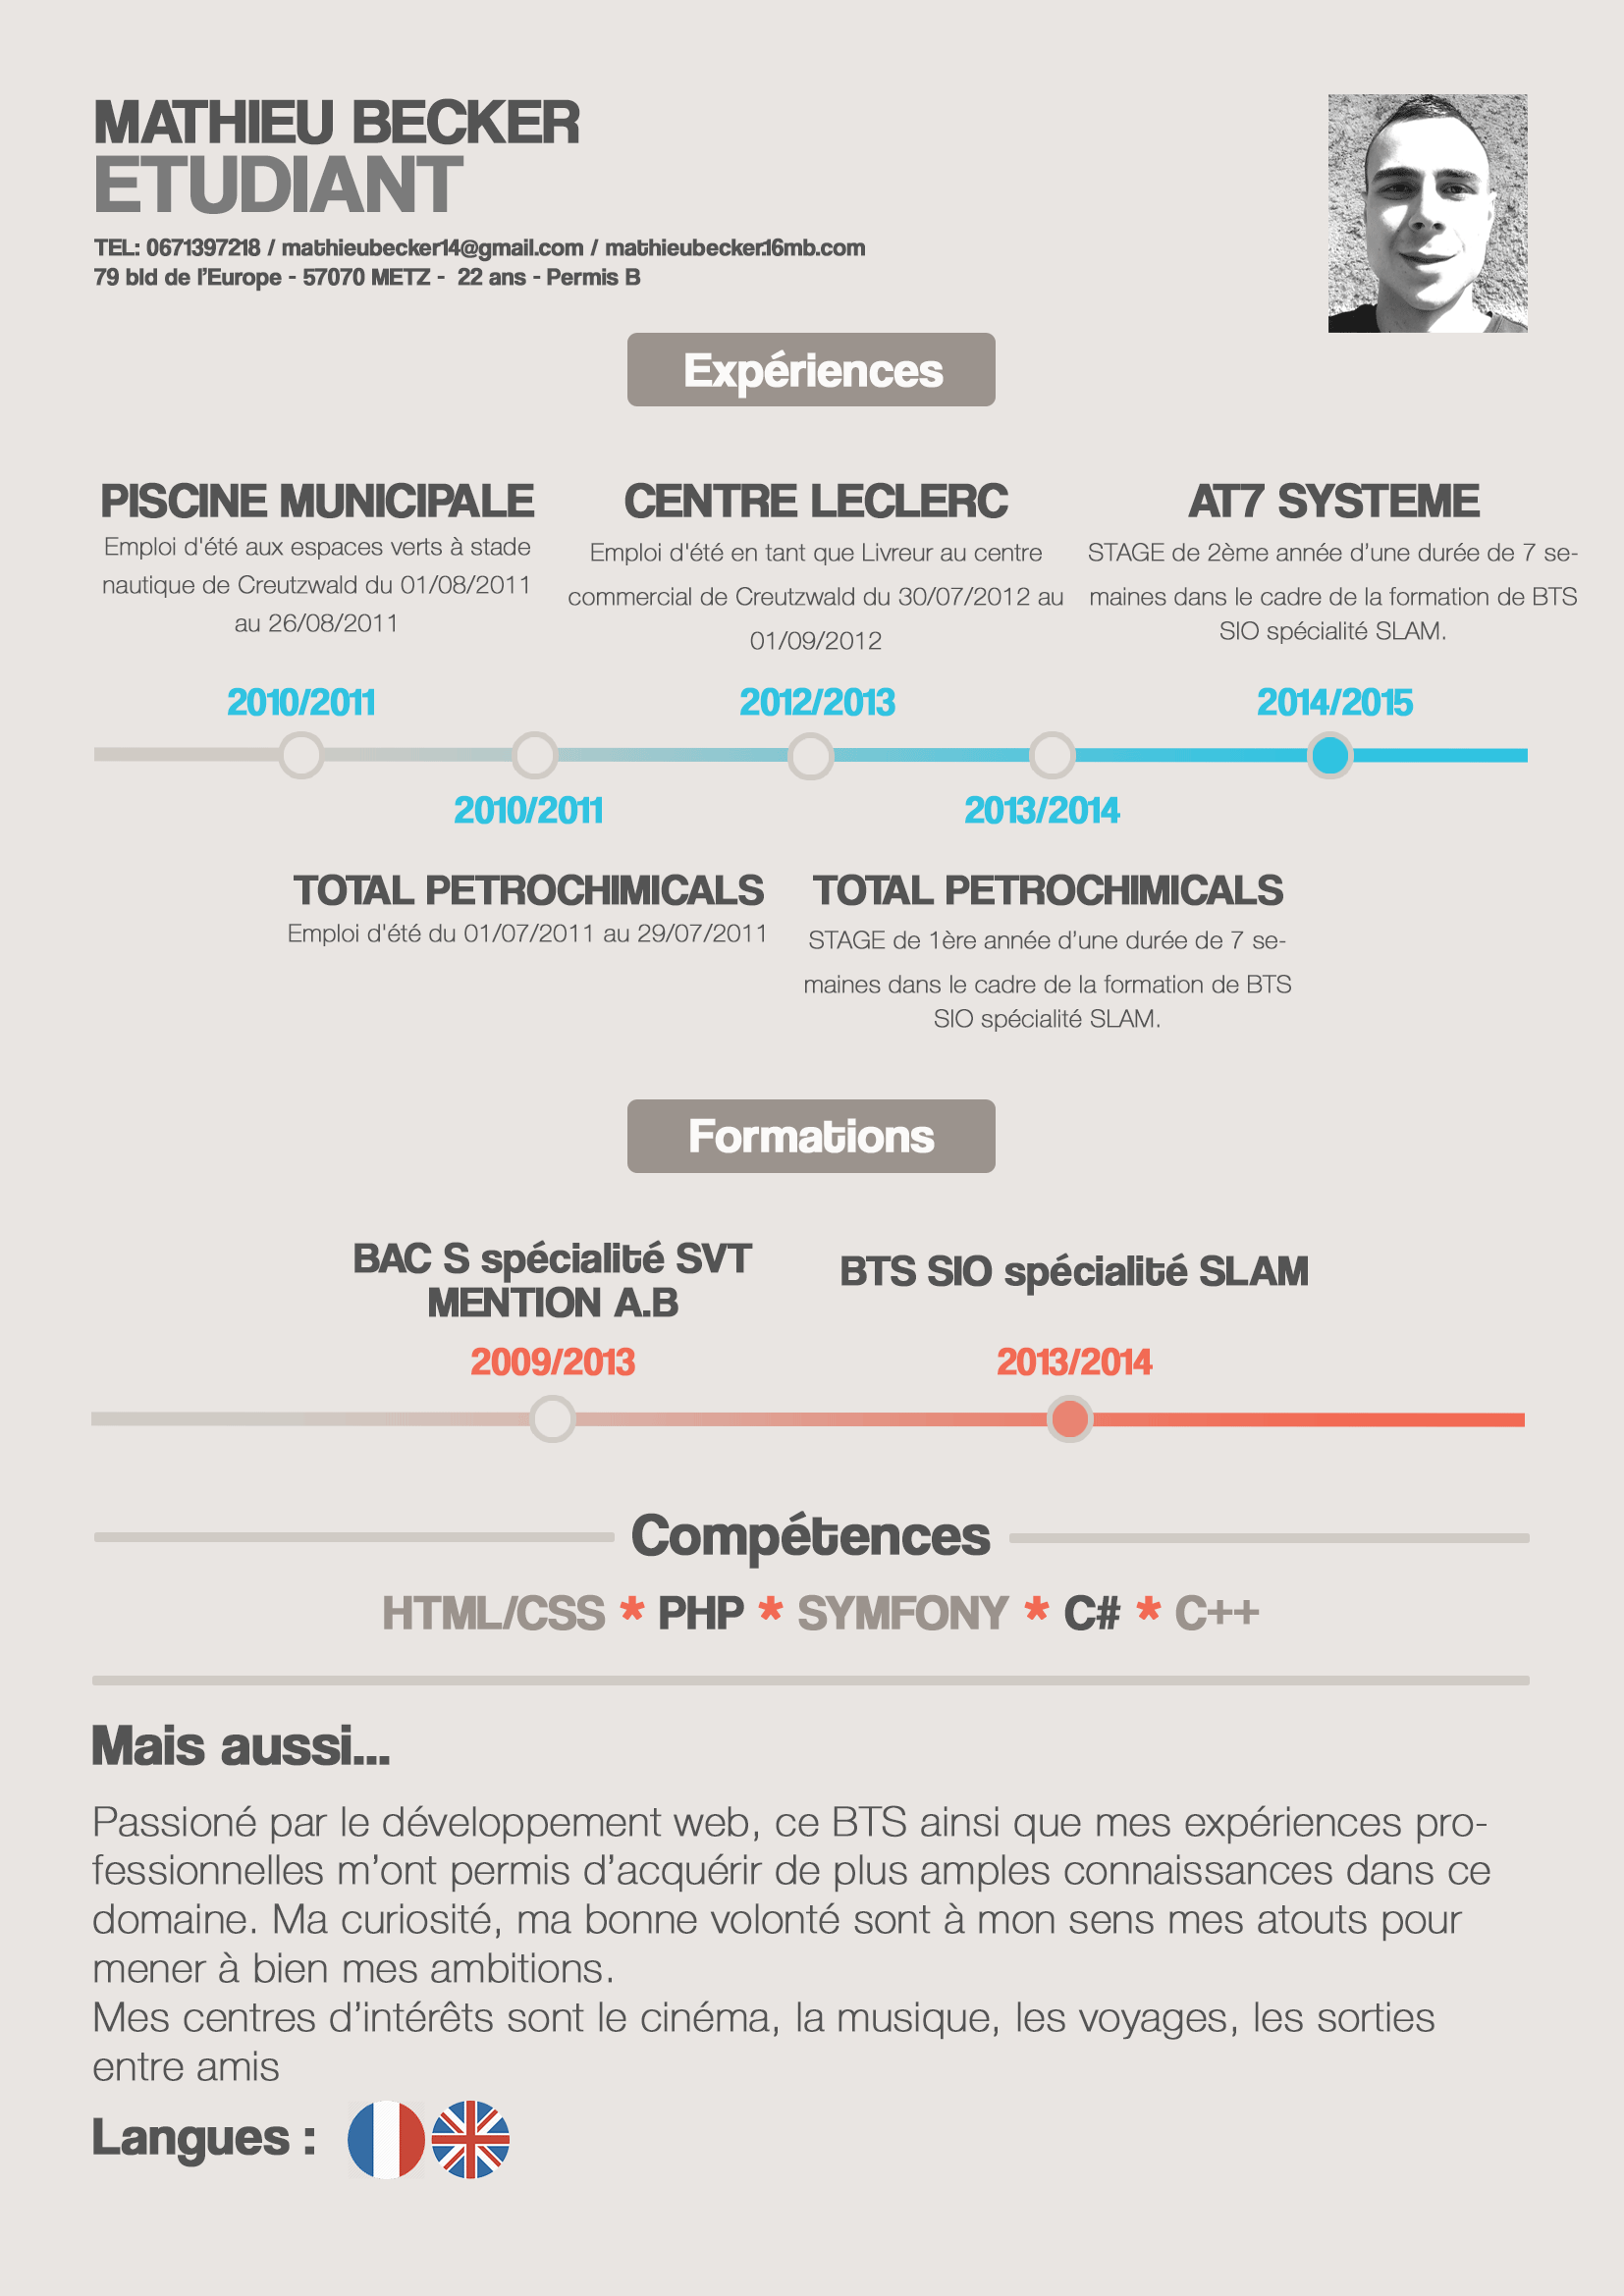 MATHIEU BECKER
ETUDIANT
TEL: 0671397218 / mathieubecker14@gmail.com / mathieubecker.16mb.com
79 bld de l’Europe - 57070 METZ -  22 ans - Permis B
Expériences
PISCINE MUNICIPALE
Emploi d'été aux espaces verts à stade
nautique de Creutzwald du 01/08/2011
au 26/08/2011
2010/2011
CENTRE LECLERC
Emploi d'été en tant que Livreur au centre
commercial de Creutzwald du 30/07/2012 au
01/09/2012
2012/2013
AT7 SYSTEME
STAGE de 2ème année d’une durée de 7 se-
maines dans le cadre de la formation de BTS
SIO spécialité SLAM.
2014/2015
2010/2011
TOTAL PETROCHIMICALS
Emploi d'été du 01/07/2011 au 29/07/2011
2013/2014
TOTAL PETROCHIMICALS
STAGE de 1ère année d’une durée de 7 se-
maines dans le cadre de la formation de BTS
SIO spécialité SLAM.
Formations
BAC S spécialité SVT
MENTION A.B
2009/2013
BTS SIO spécialité SLAM
2013/2014
Compétences
HTML/CSS * PHP * SYMFONY * C# * C++
Mais aussi...
Passioné par le développement web, ce BTS ainsi que mes expériences pro-
fessionnelles m’ont permis d’acquérir de plus amples connaissances dans ce
domaine. Ma curiosité, ma bonne volonté sont à mon sens mes atouts pour
mener à bien mes ambitions.
Mes centres d’intérêts sont le cinéma, la musique, les voyages, les sorties
entre amis
Langues :